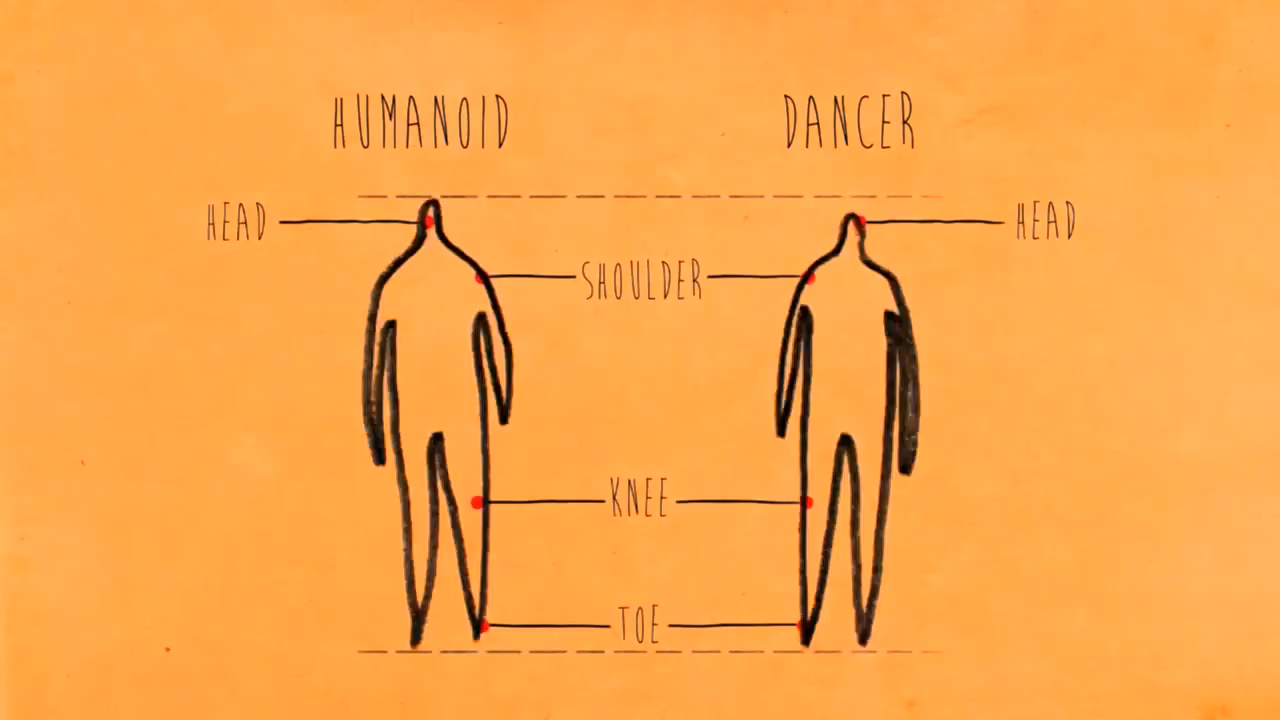 HUMANOID DANCER
HEAD HEAD
SHOULDER
KNEE
TOE